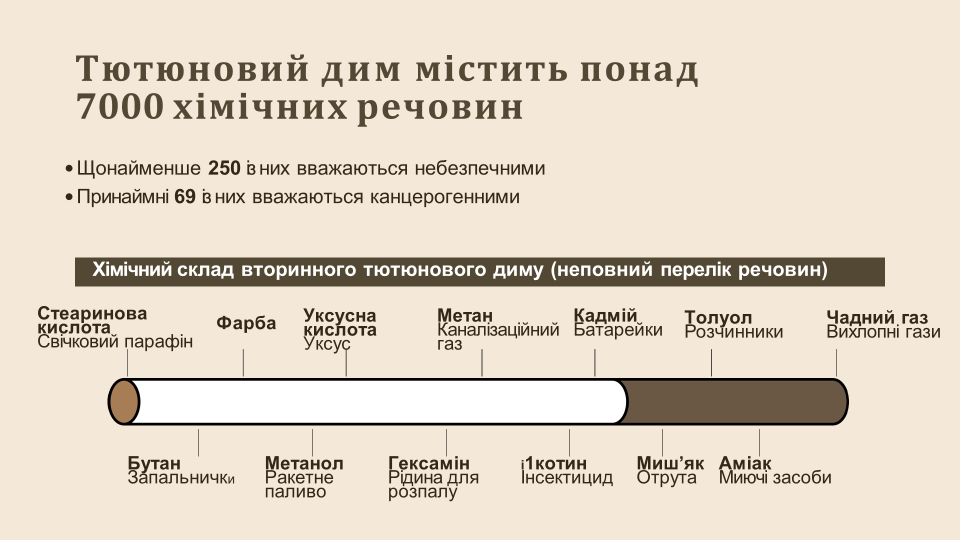 Тютюновий дим містить понад
7000 хімічних речовин
•Щонайменше 250 із них вважаються небезпечними
•Принаймні 69 із них вважаються канцерогенними
Хімічний склад вторинного тютюнового диму (неповний перелік речовин)
Стеаринова
кислота
Свічковий парафін
Фарба
Уксусна
кислота
Уксус
Метан
Каналізаційний
газ
Кадмій
Батарейки
Толуол
Розчинники
Чадний газ
Вихлопні гази
Бутан
Запальнички
Метанол
Ракетне
паливо
Гексамін
Рідина для
розпалу
і1котин
Інсектицид
Миш’як
Отрута
Аміак
Миючі засоби